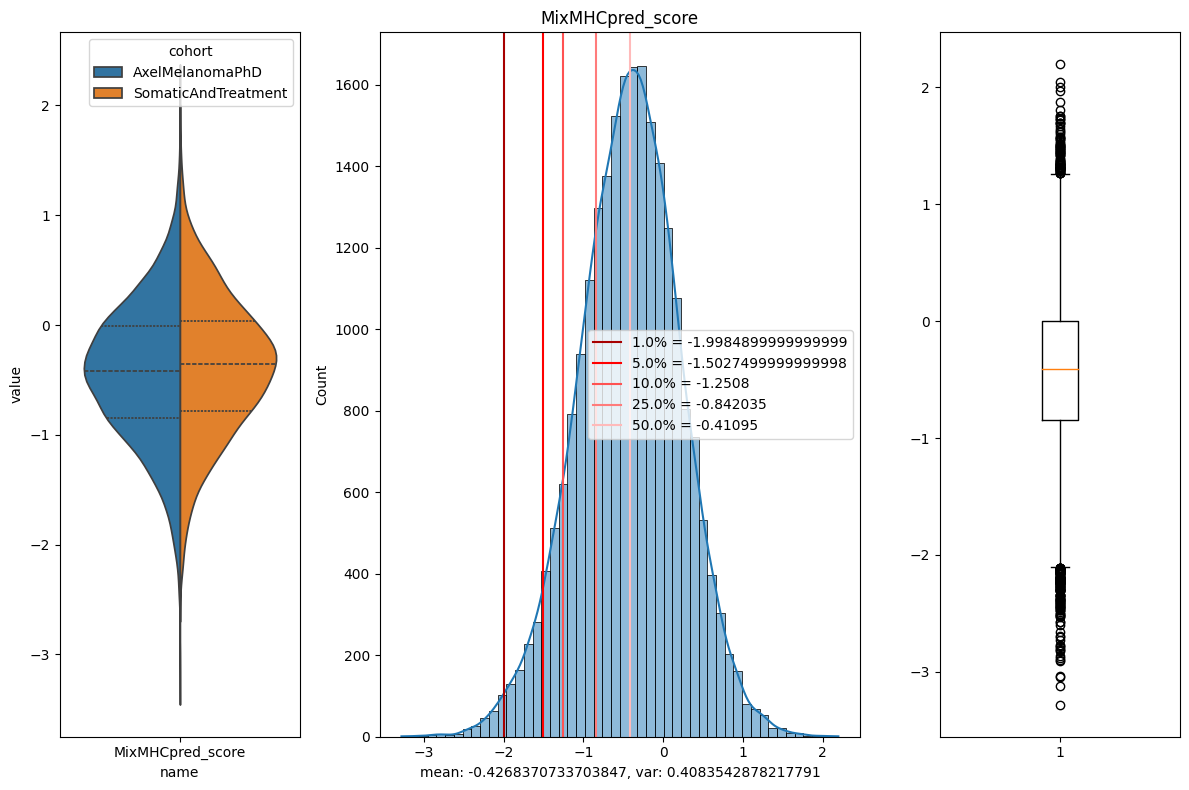 MixMHCpred_score
cohort
AxelMelanomaPhD
SomaticAndTreatment
2
1
0
−1
−2
−3
value
MixMHCpred_score
name
1600
1400
1200
1000
800
600
400
200
0
Count
1.0% = -1.9984899999999999
5.0% = -1.5027499999999998
10.0% = -1.2508
25.0% = -0.842035
50.0% = -0.41095
−3 −2 −1 0 1 2
mean: -0.4268370733703847, var: 0.4083542878217791
2
1
0
−1
−2
−3
1